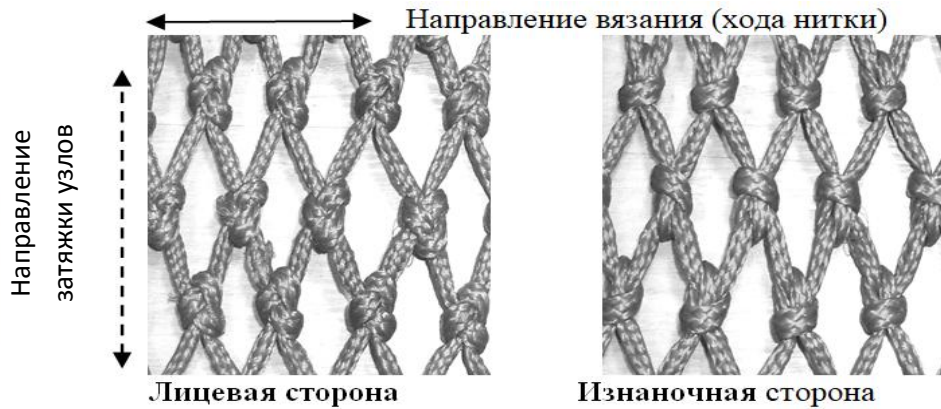 Направление вязания (хода нитки)
Направление
затяжки узлов
Лицевая сторона
Изнаночная сторона